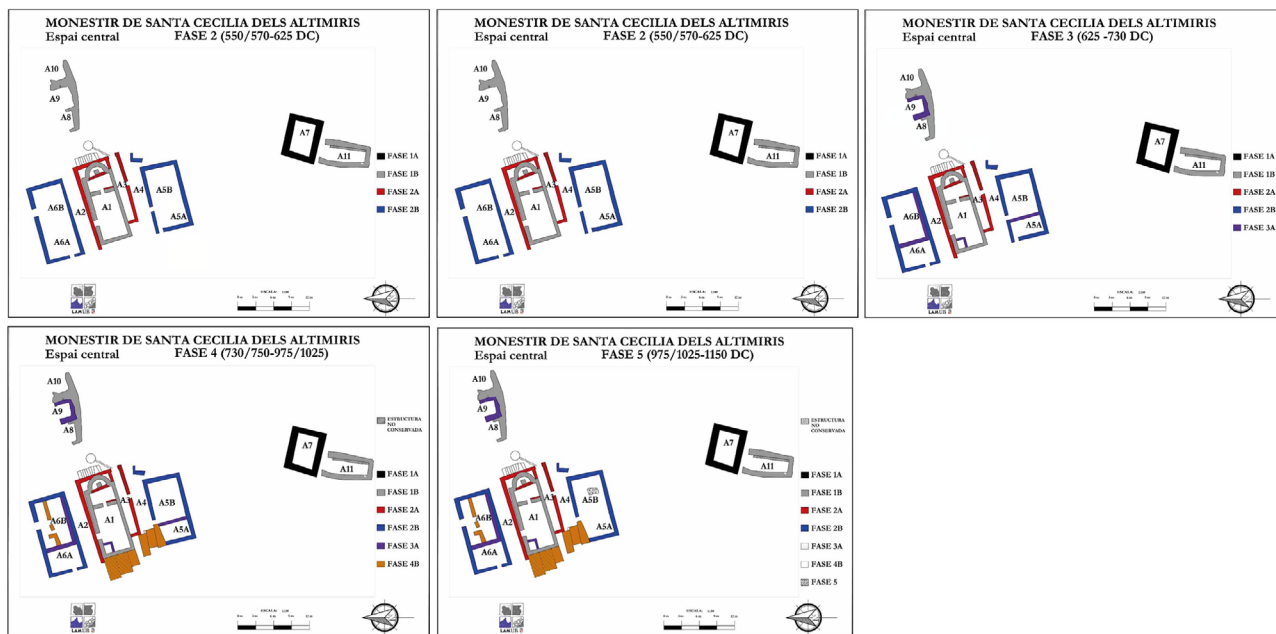 MONESTIR DE SANTA CECILIA DELS ALTIMIRIS
Espai central FASE 2 (550/570-625 DC)
A10
A9
A8
A7
A11
A3
A4
A5B
A6B
A2
A1
A5A
A6A
FASE 1A
FASE 1B
FASE 2A
FASE 2B
MONESTIR DE SANTA CECILIA DELS ALTIMIRIS
Espai central FASE 2 (550/570-625 DC)
A10
A9
A8
A7
A11
A3
A4
A5B
A6B
A2
A1
A5A
A6A
FASE 1A
FASE 1B
FASE 2A
FASE 2B
MONESTIR DE SANTA CECILIA DELS ALTIMIRIS
Espai central FASE 3 (625 -730 DC)
A10
A9
A8
A7
A11
A3
A4
A5B
A6B
A2
A1
A5A
A6A
FASE 1A
FASE 1B
FASE 2A
FASE 2B
FASE 3A
MONESTIR DE SANTA CECILIA DELS ALTIMIRIS
Espai central FASE 4 (730/750-975/1025)
A10
A9
A8
A7
A11
A3
A4
A5B
A6B
A2
A1
A5A
A6A
ESTRUCTURA
NO
CONSERVADA
FASE 1A
FASE 1B
FASE 2A
FASE 2B
FASE 3A
FASE 4B
MONESTIR DE SANTA CECILIA DELS ALTIMIRIS
Espai central FASE 5 (975/1025-1150 DC)
A10
A9
A8
A7
A11
A3
A4
A5B
A6B
A2
A1
A5A
A6A
ESTRUCTURA
NO
CONSERVADA
FASE 1A
FASE 1B
FASE 2A
FASE 2B
FASE 3A
FASE 4B
FASE 5